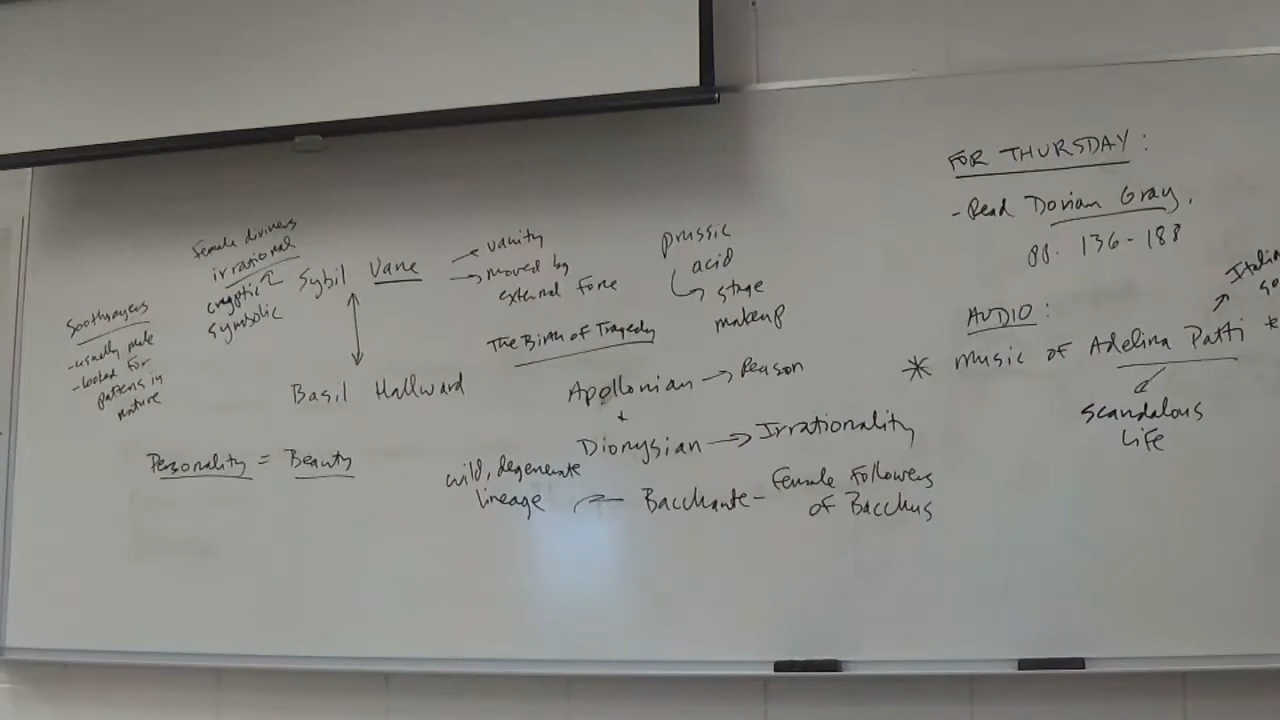 Soothsayers
- usually male
- looked for
patterns in
nature
Female diviners
irrational
cryptic
symbolic
Sybil Vane
vanity
moved by
external force
Basil Hallward
Personality = Beauty
prussic
acid
stage
makeup
The Birth of Tragedy
Apollonian → Reason
+
Dionysian → Irrationality
wild, degenerate
lineage
Bacchante - female followers
of Bacchus
FOR THURSDAY:
- Read Dorian Gray,
pp. 136-188
AUDIO:
* music of Adelina Patti *
scandalous
life